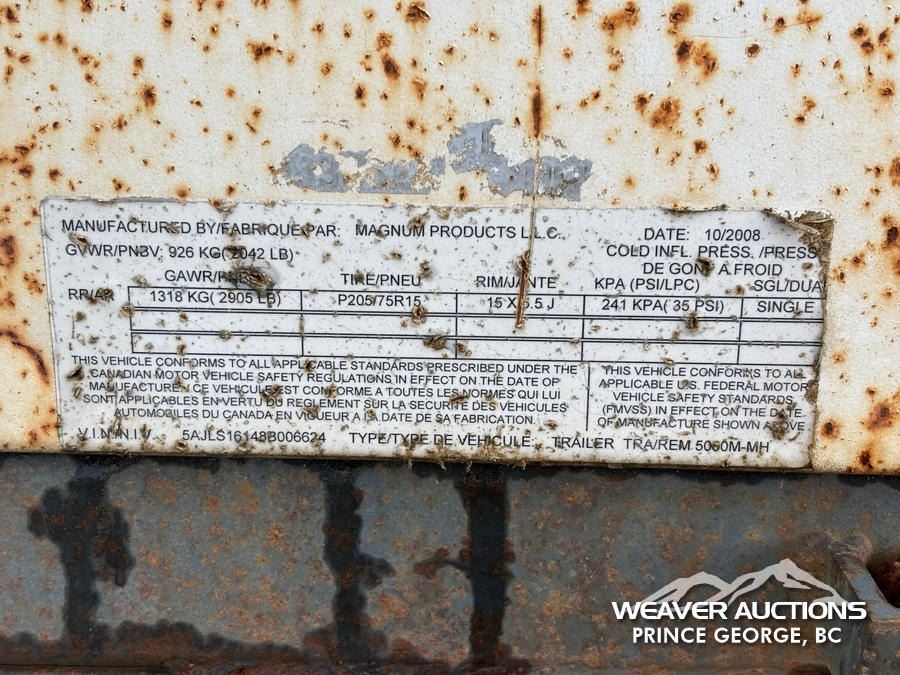 MANUFACTURED BY/FABRIQUE PAR: MAGNUM PRODUCTS L.L.C. DATE: 10/2008
GVWR/PNBV: 926 KG( 2042 LB) COLD INFL. PRESS. /PRESS
DE GONF A FROID
GAWR/PNBE TIRE/PNEU RIM/JANTE KPA (PSI/LPC) SGL/DUA
RR/AR 1318 KG( 2905 LB) P205/75R15 15 X 5.5 J 241 KPA( 35 PSI) SINGLE
THIS VEHICLE CONFORMS TO ALL APPLICABLE STANDARDS PRESCRIBED UNDER THE
CANADIAN MOTOR VEHICLE SAFETY REGULATIONS IN EFFECT ON THE DATE OF
MANUFACTURE / CE VEHICULE EST CONFORME A TOUTES LES NORMES QUI LUI
SONT APPLICABLES EN VERTU DU REGLEMENT SUR LA SECURITE DES VEHICULES
AUTOMOBILES DU CANADA EN VIGUEUR A LA DATE DE SA FABRICATION.
THIS VEHICLE CONFORMS TO ALL
APPLICABLE U.S. FEDERAL MOTOR
VEHICLE SAFETY STANDARDS
(FMVSS) IN EFFECT ON THE DATE
OF MANUFACTURE SHOWN ABOVE
V.I.N./N.I.V. 5AJLS16148B006624 TYPE/TYPE DE VEHICULE: TRAILER TRA/REM 5060M-MH
WEAVER AUCTIONS
PRINCE GEORGE, BC